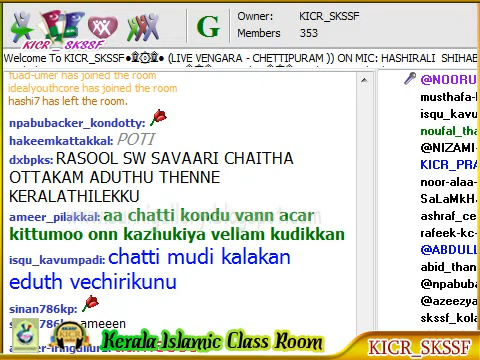 KICR_SKSSF
G
Owner: KICR_SKSSF
Members 353
Welcome To KICR_SKSSF (LIVE VENGARA - CHETTIPURAM )) ON MIC: HASHIRALI SHIHAB
fuad-umer has joined the room
idealyouthcore has joined the room
hashi7 has left the room.
npabubacker_kondotty:
hakeemkattakkal: POTI
dxbpks: RASOOL SW SAVAARI CHAITHA
OTTAKAM ADUTHU THENNE
KERALATHILEKKU
ameer_pilakkal: aa chatti kondu vann acar
kittumoo onn kazhukiya vellam kudikkan
isqu_kavumpadi: chatti mudi kalakan
eduth vechirikunu
sinan786kp:
ameeen
@NOORU
musthafa-
isqu_kavu
nouful_tha
@NIZAMI-
KICR_PRA
noor-alaa-
SaLaMkH
ashraf_ce
rafeek-kc-
@ABDULL
abid_than
@npabuba
@azeezya
skssf_kola
Kerala-Islamic Class Room
KICR_SKSSF